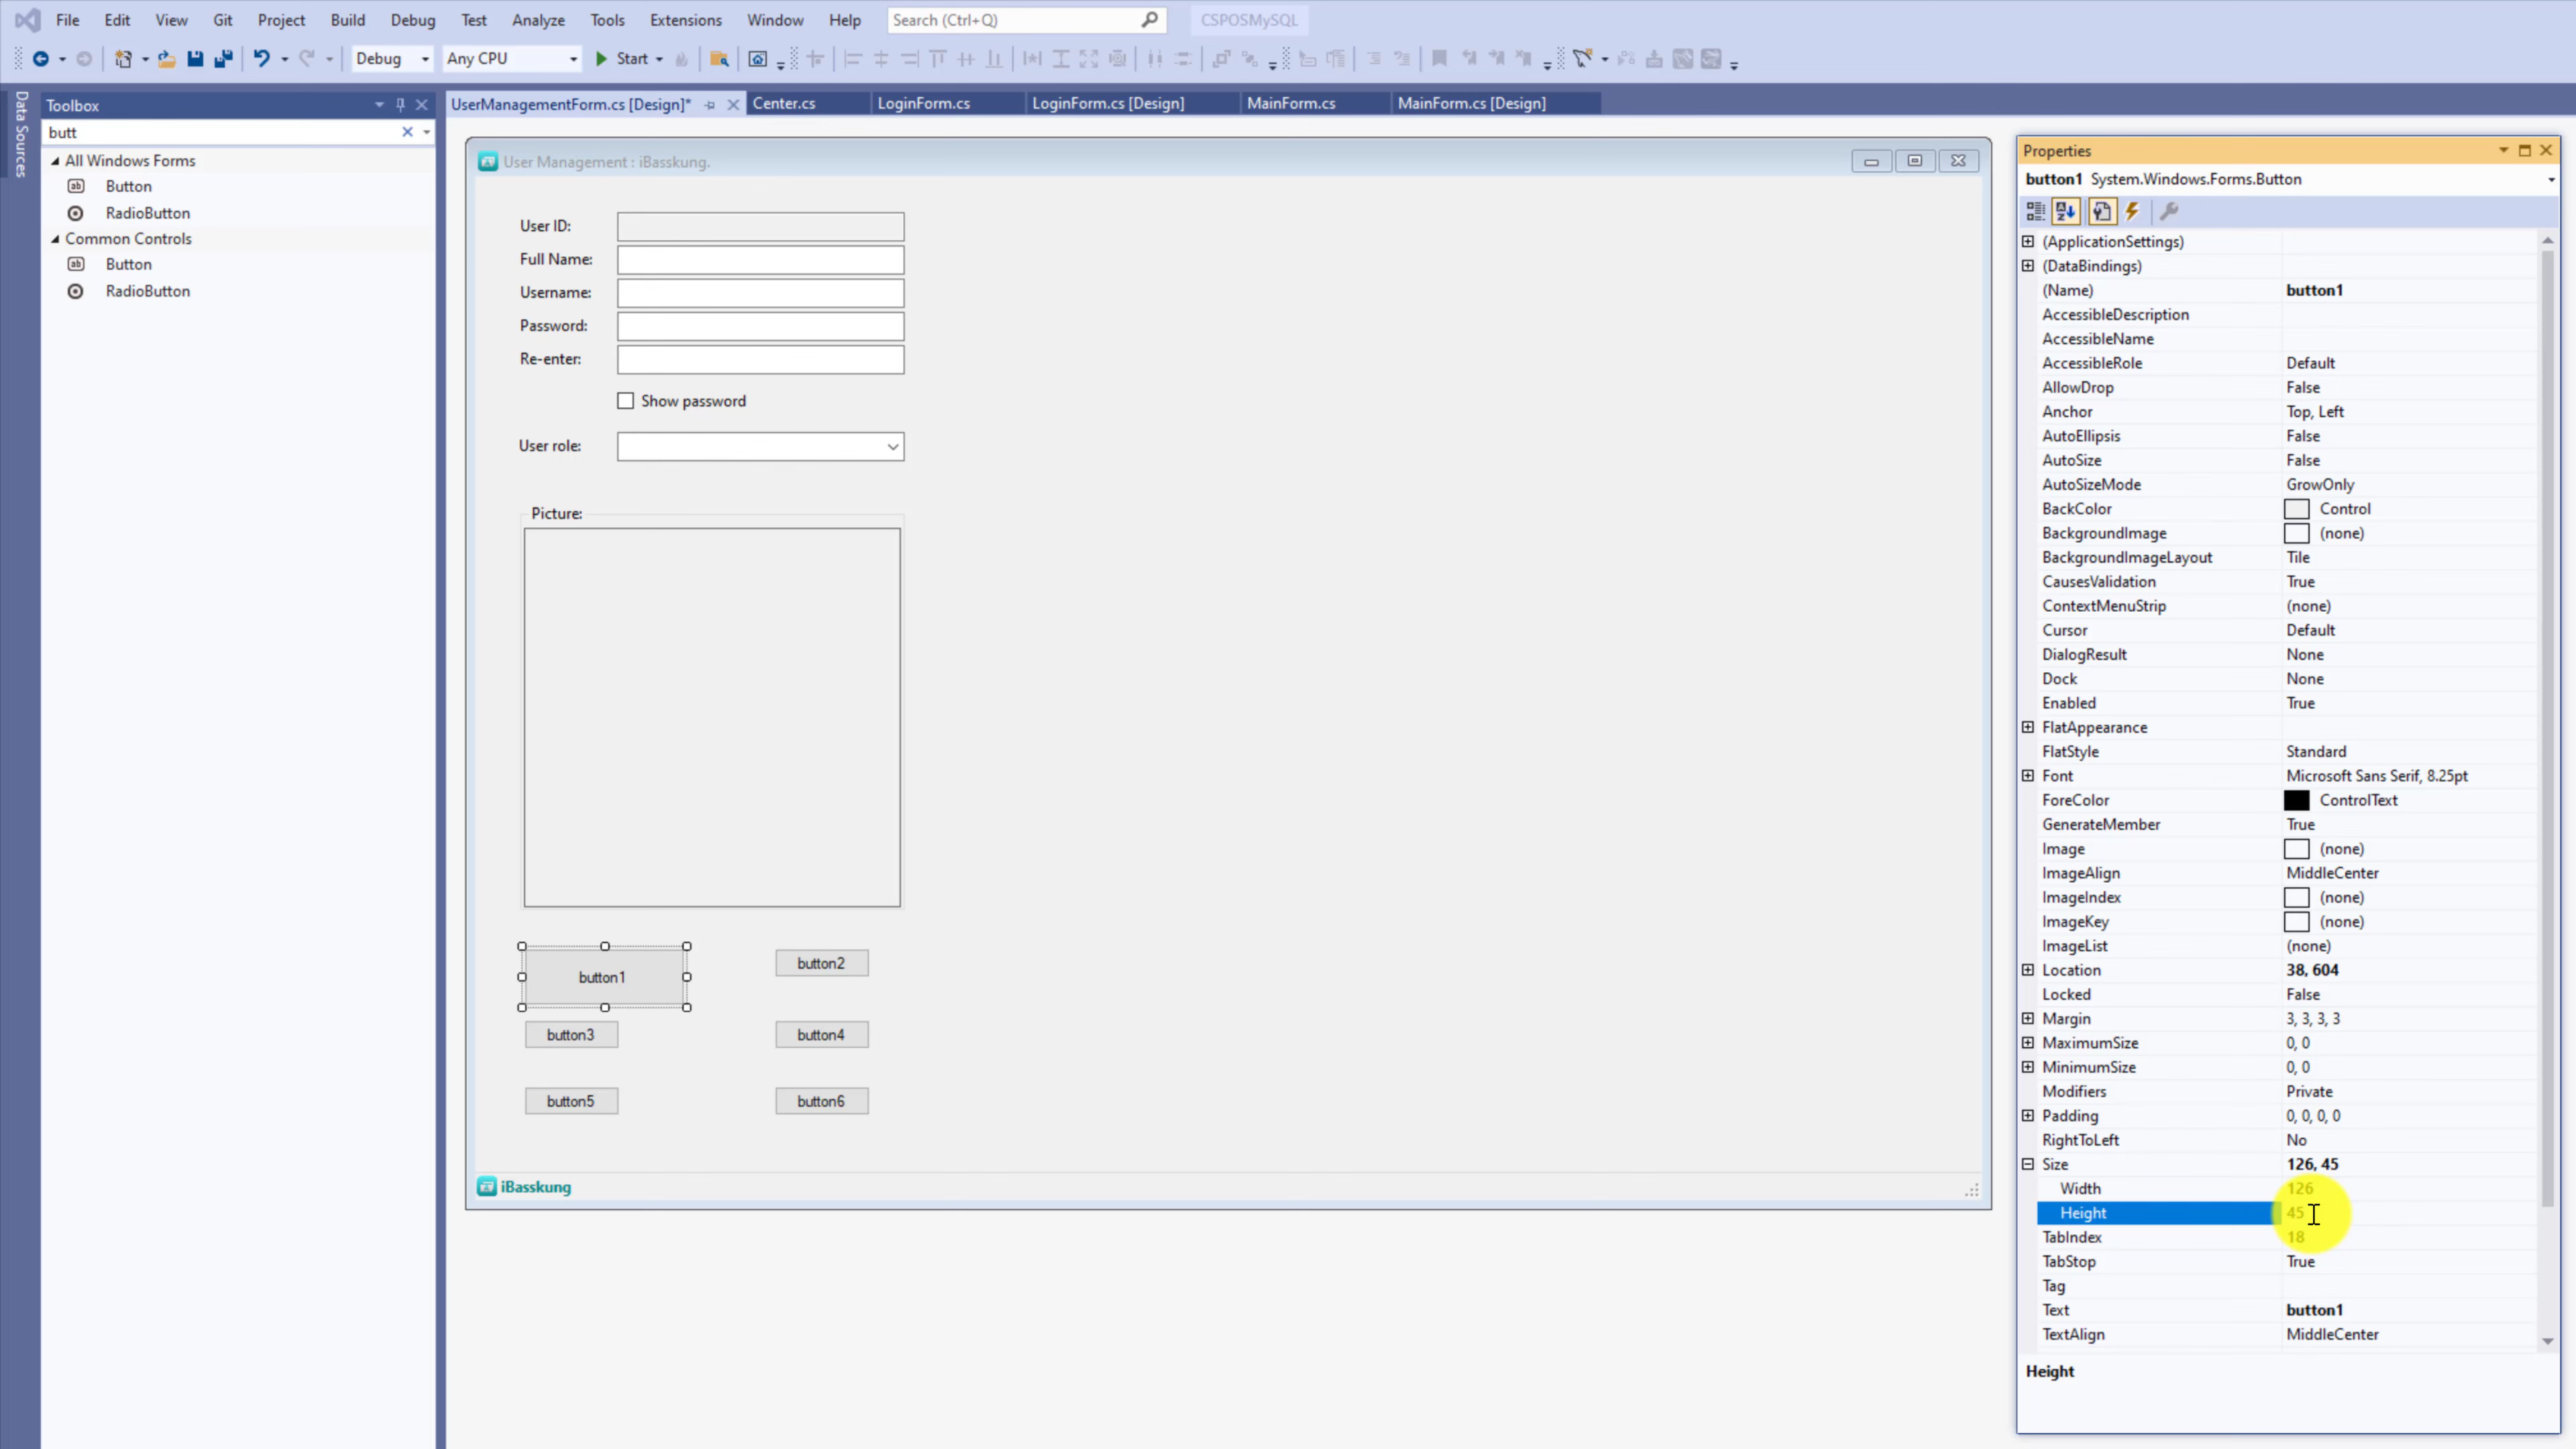 File Edit View Git Project Build Debug Test Analyze Tools Extensions Window Help Search (Ctrl+Q) CSPOSMySQL
Debug Any CPU Start
Data Sources
Toolbox
butt
All Windows Forms
Button
RadioButton
Common Controls
Button
RadioButton
UserManagementForm.cs [Design]* Center.cs LoginForm.cs LoginForm.cs [Design] MainForm.cs MainForm.cs [Design]
User Management : iBasskung.
User ID:
Full Name:
Username:
Password:
Re-enter:
Show password
User role:
Picture:
button1 button2
button3 button4
button5 button6
iBasskung
Properties
button1 System.Windows.Forms.Button
(ApplicationSettings)
(DataBindings)
(Name) button1
AccessibleDescription
AccessibleName
AccessibleRole Default
AllowDrop False
Anchor Top, Left
AutoEllipsis False
AutoSize False
AutoSizeMode GrowOnly
BackColor Control
BackgroundImage (none)
BackgroundImageLayout Tile
CausesValidation True
ContextMenuStrip (none)
Cursor Default
DialogResult None
Dock None
Enabled True
FlatAppearance
FlatStyle Standard
Font Microsoft Sans Serif, 8.25pt
ForeColor ControlText
GenerateMember True
Image (none)
ImageAlign MiddleCenter
ImageIndex (none)
ImageKey (none)
ImageList (none)
Location 38, 604
Locked False
Margin 3, 3, 3, 3
MaximumSize 0, 0
MinimumSize 0, 0
Modifiers Private
Padding 0, 0, 0, 0
RightToLeft No
Size 126, 45
Width 126
Height 45
TabIndex 18
TabStop True
Tag
Text button1
TextAlign MiddleCenter
Height